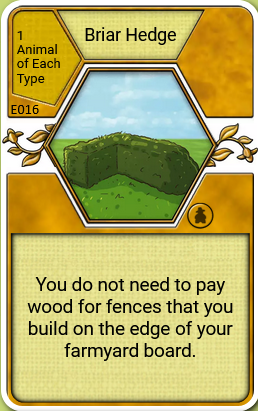 1
Animal
of Each
Type
Briar Hedge
E016
You do not need to pay
wood for fences that you
build on the edge of your
farmyard board.